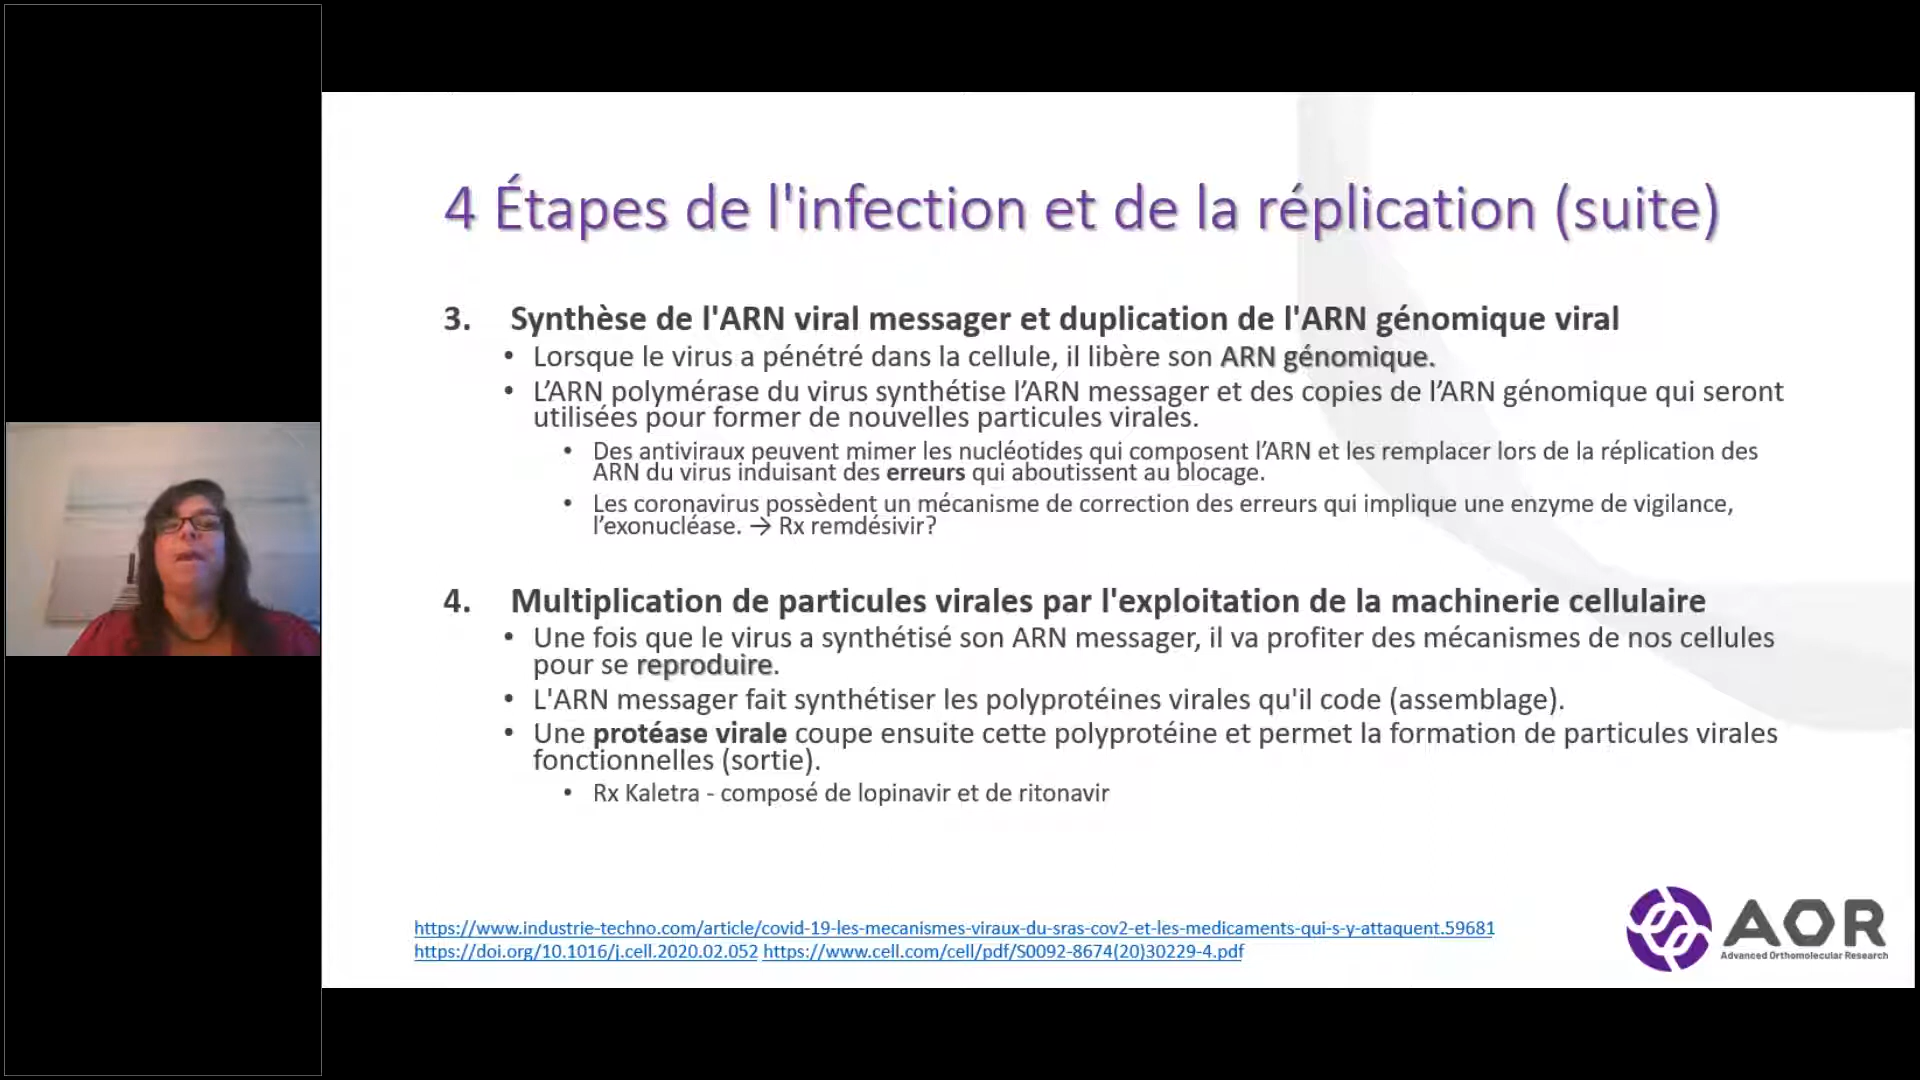 4 Étapes de l'infection et de la réplication (suite)
3. Synthèse de l'ARN viral messager et duplication de l'ARN génomique viral
• Lorsque le virus a pénétré dans la cellule, il libère son ARN génomique.
• L’ARN polymérase du virus synthétise l’ARN messager et des copies de l’ARN génomique qui seront
utilisées pour former de nouvelles particules virales.
• Des antiviraux peuvent mimer les nucléotides qui composent l’ARN et les remplacer lors de la réplication des
ARN du virus induisant des erreurs qui aboutissent au blocage.
• Les coronavirus possèdent un mécanisme de correction des erreurs qui implique une enzyme de vigilance,
l’exonucléase. → Rx remdésivir?
4. Multiplication de particules virales par l'exploitation de la machinerie cellulaire
• Une fois que le virus a synthétisé son ARN messager, il va profiter des mécanismes de nos cellules
pour se reproduire.
• L'ARN messager fait synthétiser les polyprotéines virales qu'il code (assemblage).
• Une protéase virale coupe ensuite cette polyprotéine et permet la formation de particules virales
fonctionnelles (sortie).
• Rx Kaletra - composé de lopinavir et de ritonavir
https://www.industrie-techno.com/article/covid-19-les-mecanismes-viraux-du-sras-cov2-et-les-medicaments-qui-s-y-attaquent.59681
https://doi.org/10.1016/j.cell.2020.02.052 https://www.cell.com/cell/pdf/S0092-8674(20)30229-4.pdf
AOR
Advanced Orthomolecular Research